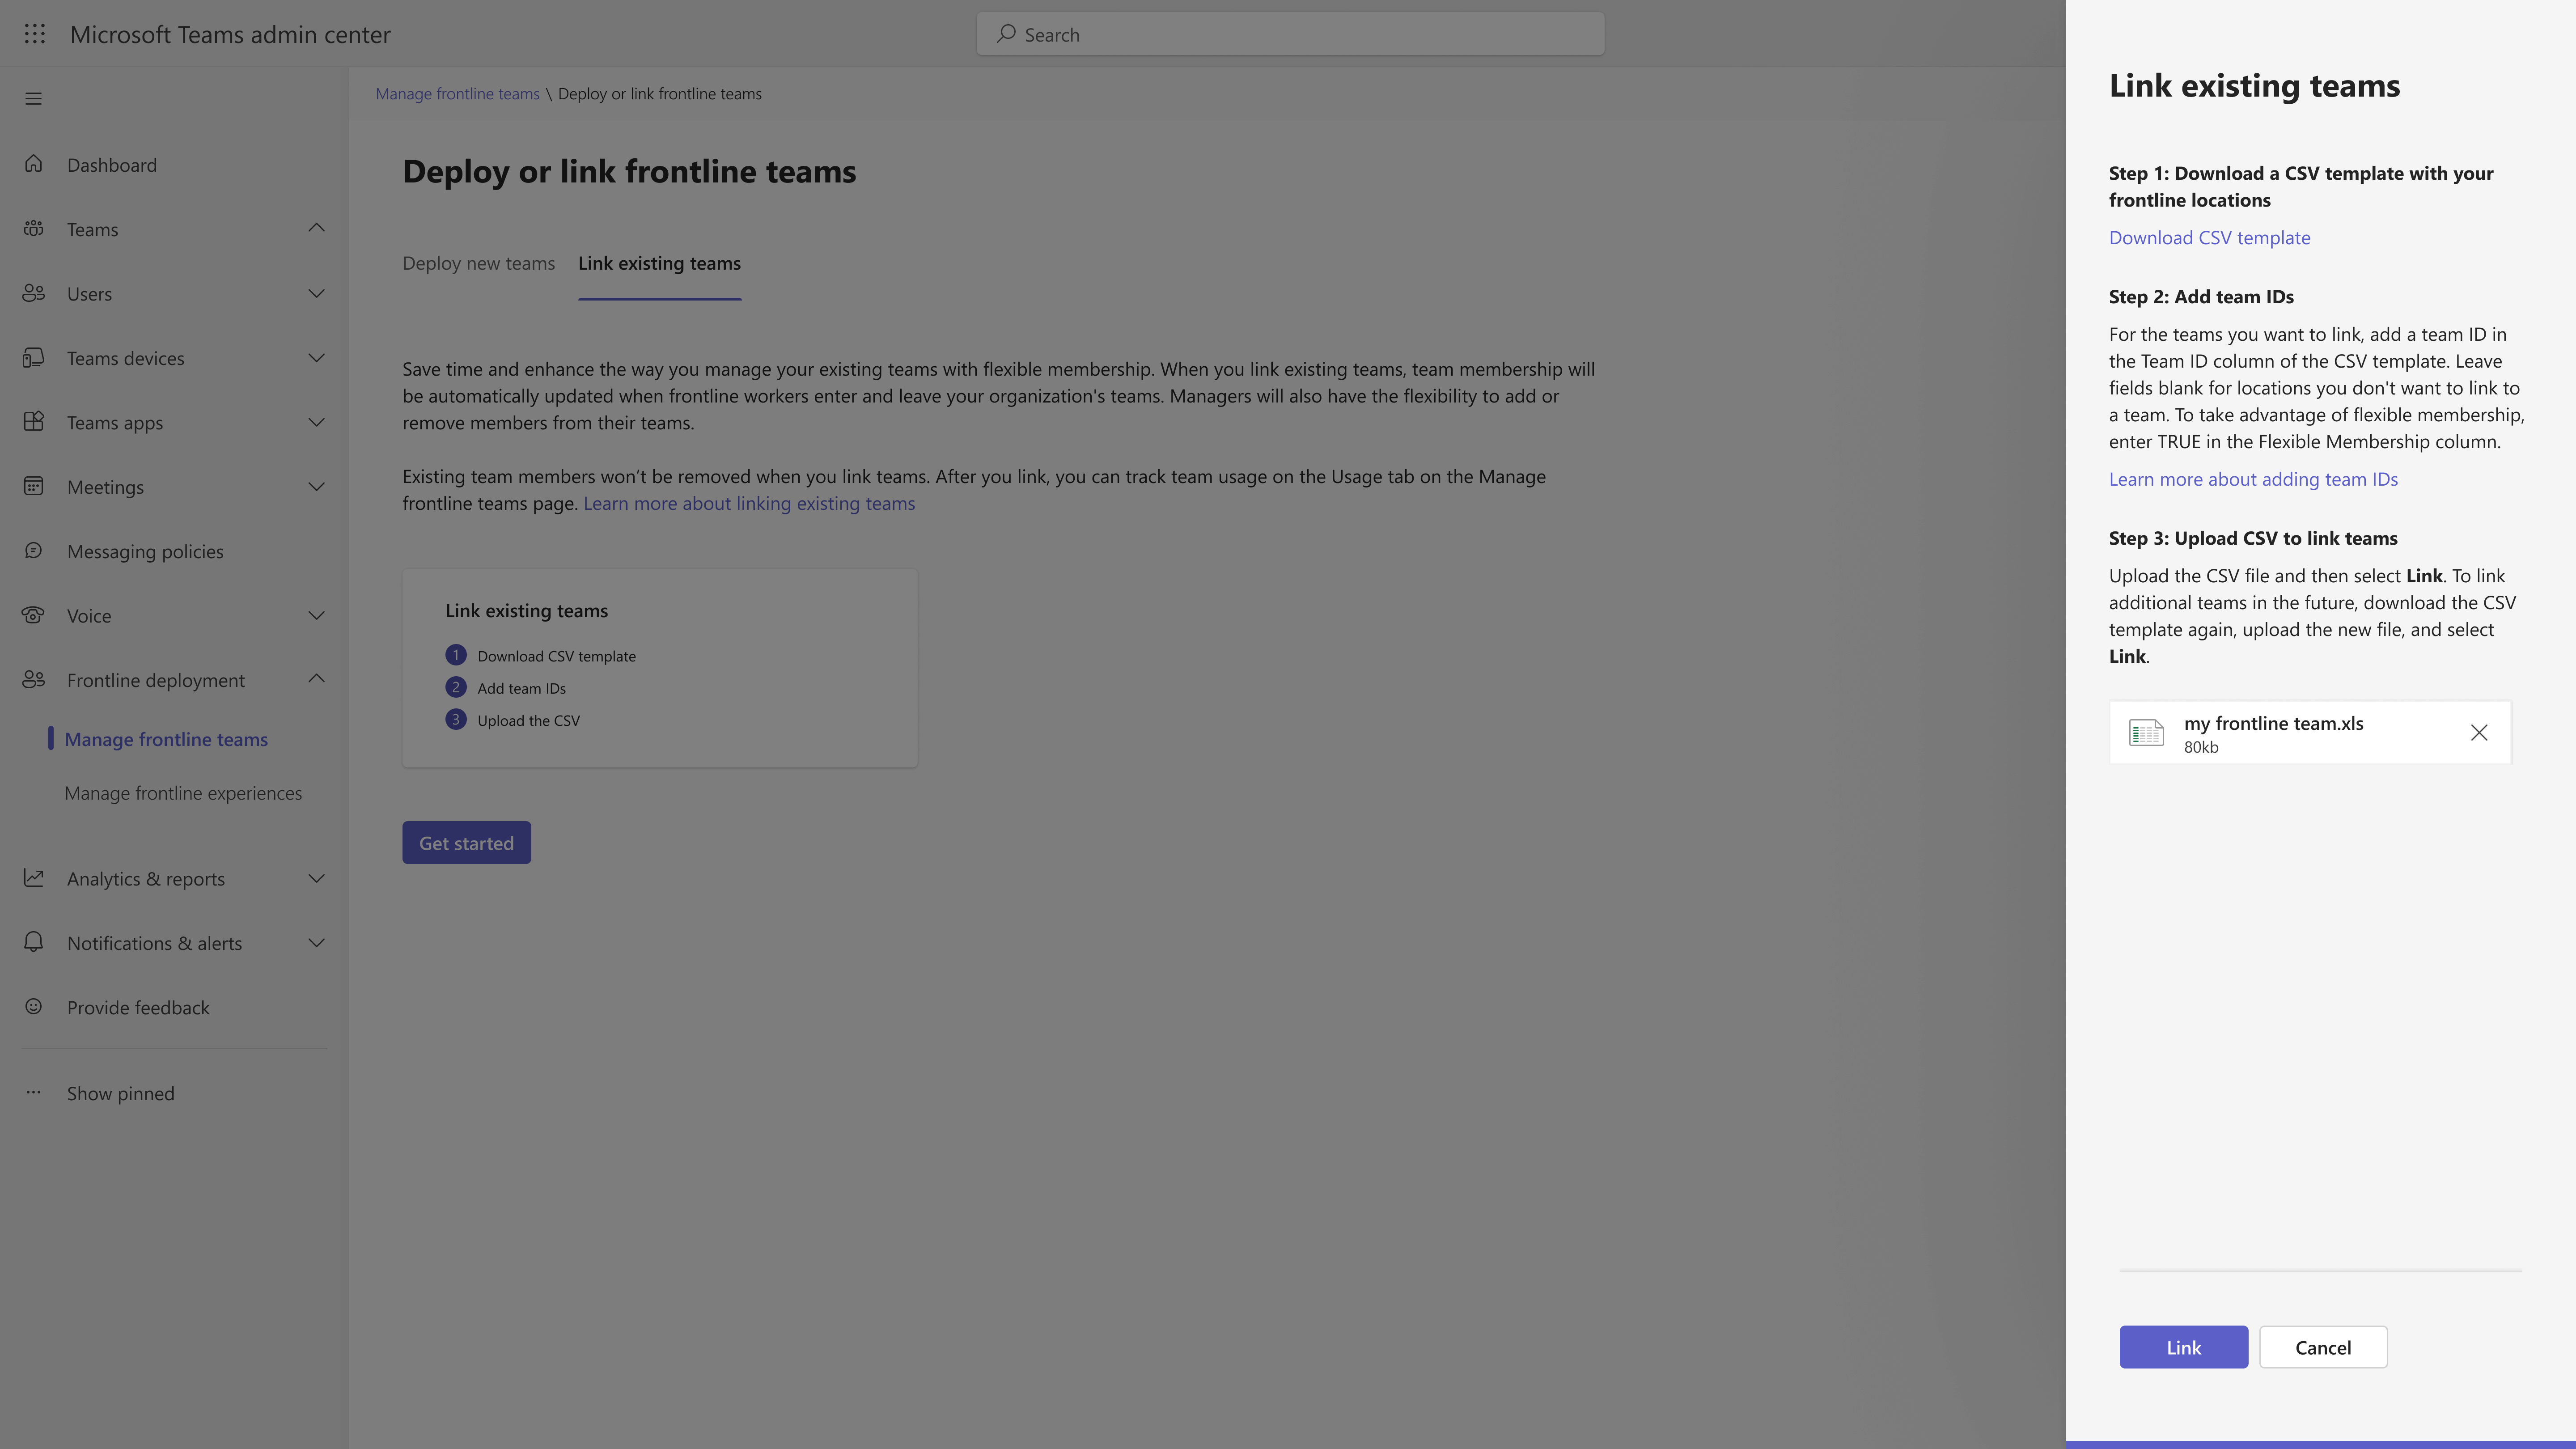 Microsoft Teams admin center
Search
Dashboard
Teams
Users
Teams devices
Teams apps
Meetings
Messaging policies
Voice
Frontline deployment
Manage frontline teams
Manage frontline experiences
Analytics & reports
Notifications & alerts
Provide feedback
Show pinned
Manage frontline teams \ Deploy or link frontline teams
Deploy or link frontline teams
Deploy new teams Link existing teams
Save time and enhance the way you manage your existing teams with flexible membership. When you link existing teams, team membership will
be automatically updated when frontline workers enter and leave your organization's teams. Managers will also have the flexibility to add or
remove members from their teams.
Existing team members won’t be removed when you link teams. After you link, you can track team usage on the Usage tab on the Manage
frontline teams page. Learn more about linking existing teams
Link existing teams
1 Download CSV template
2 Add team IDs
3 Upload the CSV
Get started
Link existing teams
Step 1: Download a CSV template with your
frontline locations
Download CSV template
Step 2: Add team IDs
For the teams you want to link, add a team ID in
the Team ID column of the CSV template. Leave
fields blank for locations you don't want to link to
a team. To take advantage of flexible membership,
enter TRUE in the Flexible Membership column.
Learn more about adding team IDs
Step 3: Upload CSV to link teams
Upload the CSV file and then select Link. To link
additional teams in the future, download the CSV
template again, upload the new file, and select
Link.
my frontline team.xls
80kb
Link Cancel